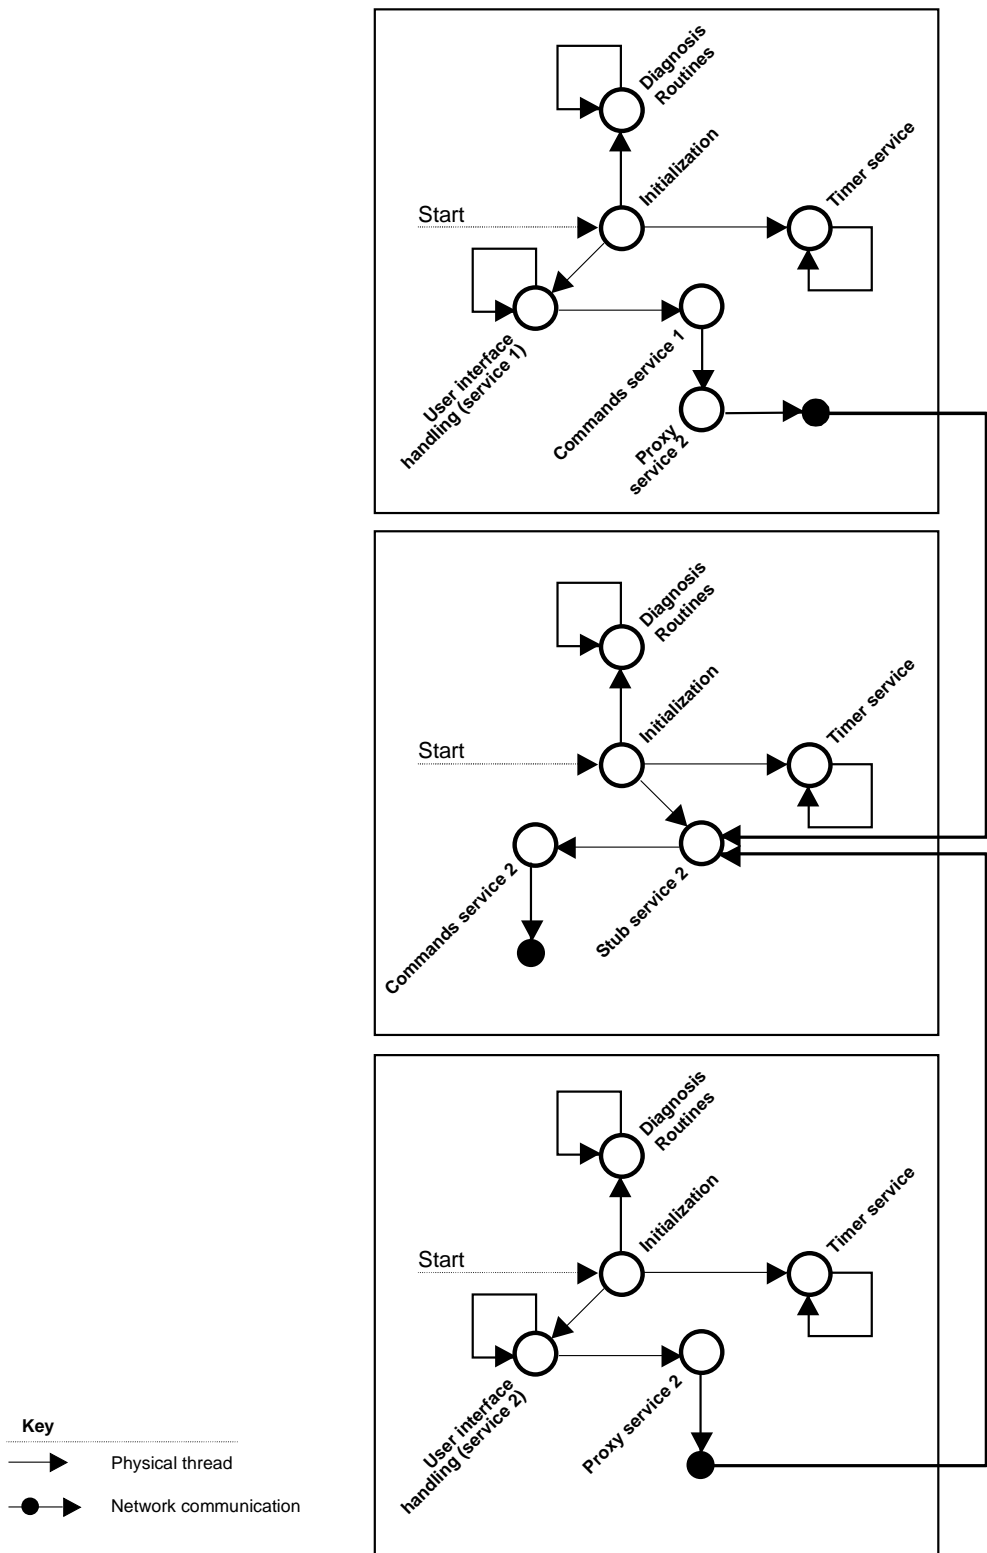 Diagnosis
Routines
Initialization
Timer service
Start
User interface
handling (service 1)
Commands service 1
Proxy
service 2
Diagnosis
Routines
Initialization
Timer service
Start
Commands service 2
Stub service 2
Diagnosis
Routines
Initialization
Timer service
Start
User interface
handling (service 2)
Proxy service 2
Key
Physical thread
Network communication